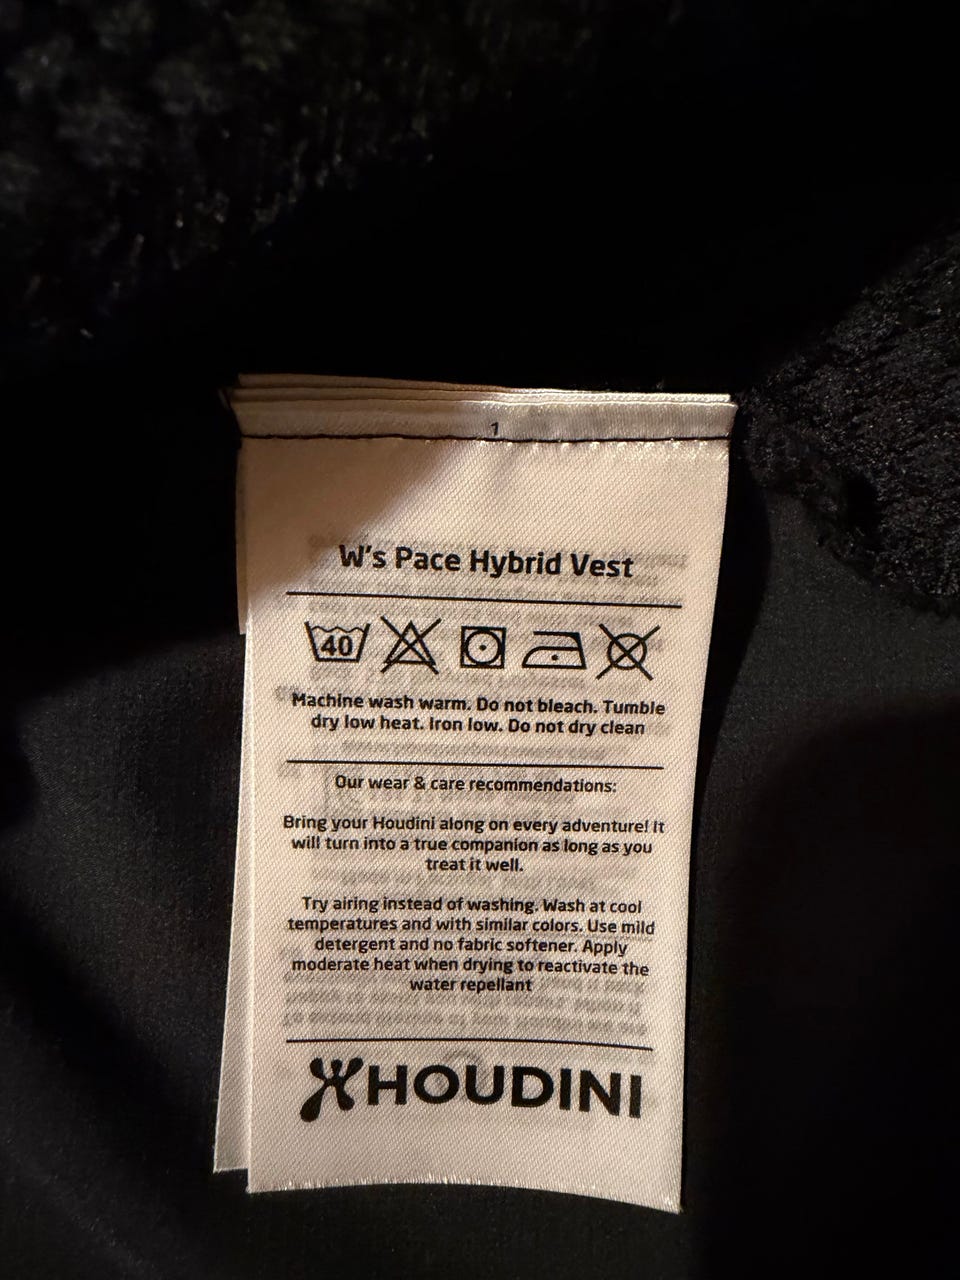 1
W's Pace Hybrid Vest
40
Machine wash warm. Do not bleach. Tumble
dry low heat. Iron low. Do not dry clean
Our wear & care recommendations:
Bring your Houdini along on every adventure! It
will turn into a true companion as long as you
treat it well.
Try airing instead of washing. Wash at cool
temperatures and with similar colors. Use mild
detergent and no fabric softener. Apply
moderate heat when drying to reactivate the
water repellant
HOUDINI